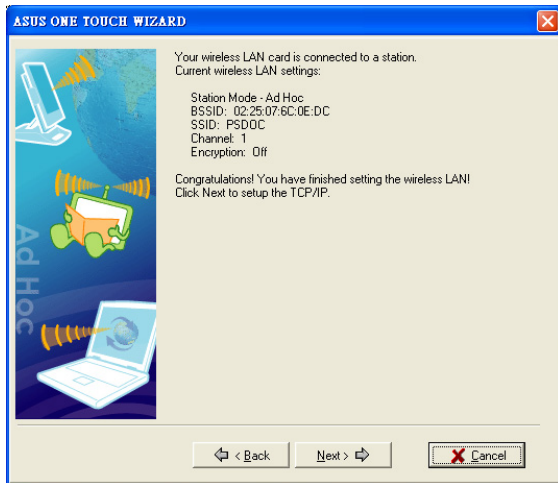 ASUS ONE TOUCH WIZARD
Your wireless LAN card is connected to a station.
Current wireless LAN settings:
Station Mode - Ad Hoc
BSSID: 02:25:07:6C:0E:DC
SSID: PSDOC
Channel: 1
Encryption: Off
Congratulations! You have finished setting the wireless LAN!
Click Next to setup the TCP/IP.
Ad Hoc
< Back
Next >
Cancel